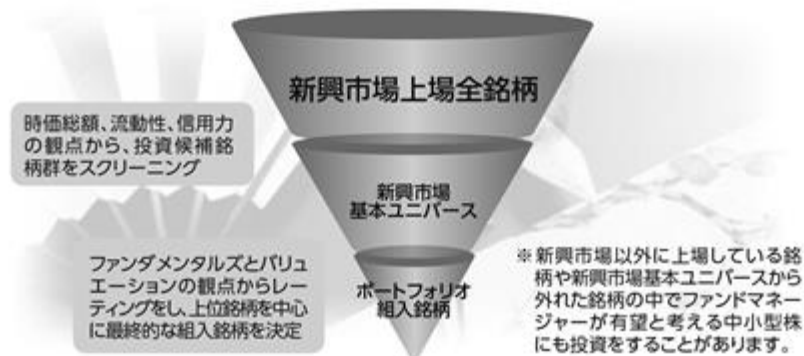 新興市場上場全銘柄
時価総額、流動性、信用力
の観点から、投資候補銘
柄群をスクリーニング
新興市場
基本ユニバース
ファンダメンタルズとバリュ
エーションの観点からレー
ティングをし、上位銘柄を中心
に最終的な組入銘柄を決定
ポートフォリオ
組入銘柄
※新興市場以外に上場している銘
柄や新興市場基本ユニバースから
外れた銘柄の中でファンドマネー
ジャーが有望と考える中小型株
にも投資をすることがあります。